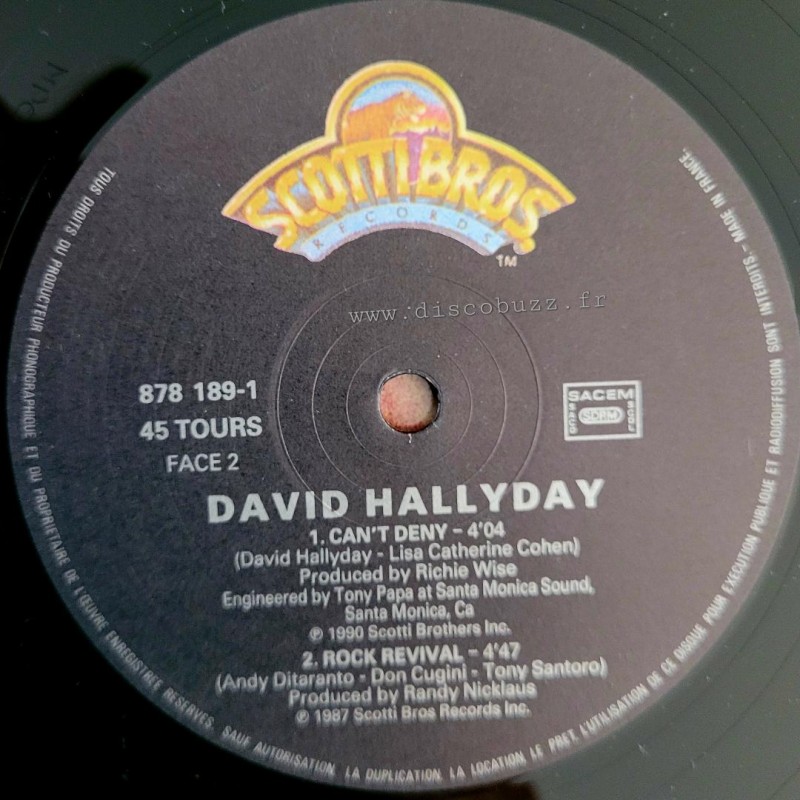 SCOTTI BROS.
RECORDS
TM
www.discobuzz.fr
878 189-1
45 TOURS
FACE 2
SACEM
SDRM
DAVID HALLYDAY
1. CAN'T DENY – 4'04
(David Hallyday - Lisa Catherine Cohen)
Produced by Richie Wise
Engineered by Tony Papa at Santa Monica Sound,
Santa Monica, Ca
℗ 1990 Scotti Brothers Inc.
2. ROCK REVIVAL – 4'47
(Andy Ditaranto - Don Cugini - Tony Santoro)
Produced by Randy Nicklaus
℗ 1987 Scotti Bros Records Inc.
TOUS DROITS DU PRODUCTEUR PHONOGRAPHIQUE ET DU PROPRIETAIRE DE L'ŒUVRE ENREGISTREE RESERVES. SAUF AUTORISATION LA DUPLICATION, LA LOCATION, LE PRET, L'UTILISATION DE CE DISQUE POUR EXECUTION PUBLIQUE ET RADIODIFFUSION SONT INTERDITS – MADE IN FRANCE.